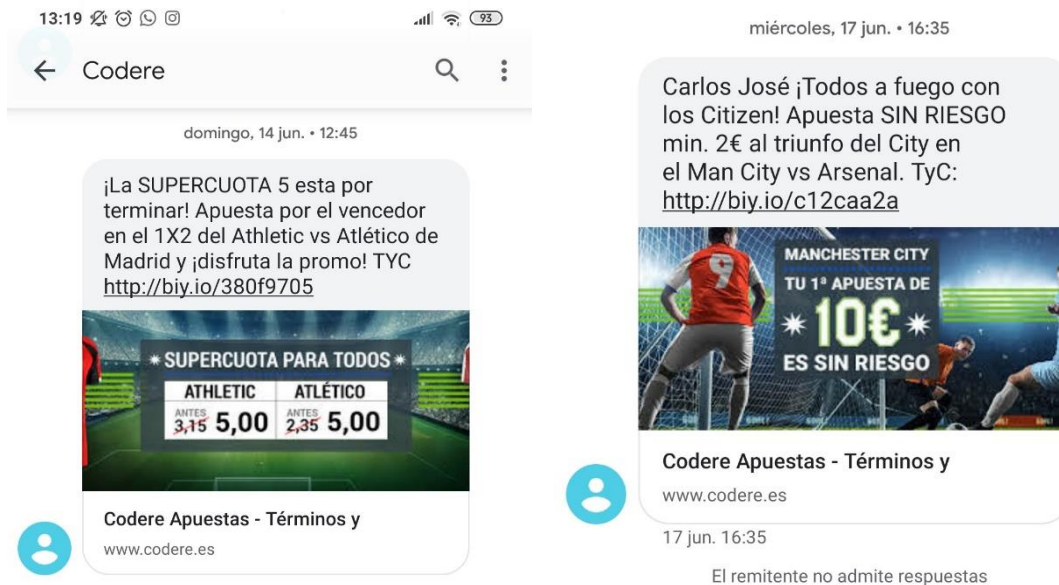 13:19
93
Codere
domingo, 14 jun. • 12:45
¡La SUPERCUOTA 5 esta por
terminar! Apuesta por el vencedor
en el 1X2 del Athletic vs Atlético de
Madrid y ¡disfruta la promo! TYC
http://biy.io/380f9705
SUPERCUOTA PARA TODOS
ATHLETIC ATLÉTICO
ANTES 3,15 5,00 ANTES 2,35 5,00
Codere Apuestas - Términos y
www.codere.es
miércoles, 17 jun. • 16:35
Carlos José ¡Todos a fuego con
los Citizen! Apuesta SIN RIESGO
min. 2€ al triunfo del City en
el Man City vs Arsenal. TyC:
http://biy.io/c12caa2a
9
MANCHESTER CITY
TU 1ª APUESTA DE
10€
ES SIN RIESGO
Codere Apuestas - Términos y
www.codere.es
17 jun. 16:35
El remitente no admite respuestas